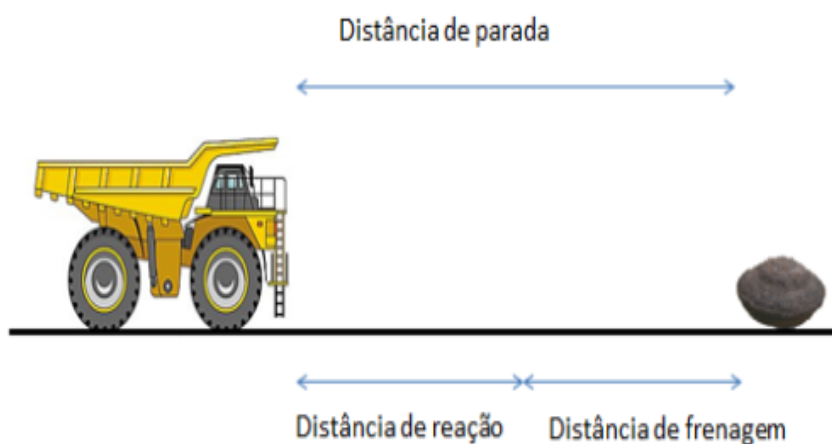 Distância de parada
Distância de reação
Distância de frenagem